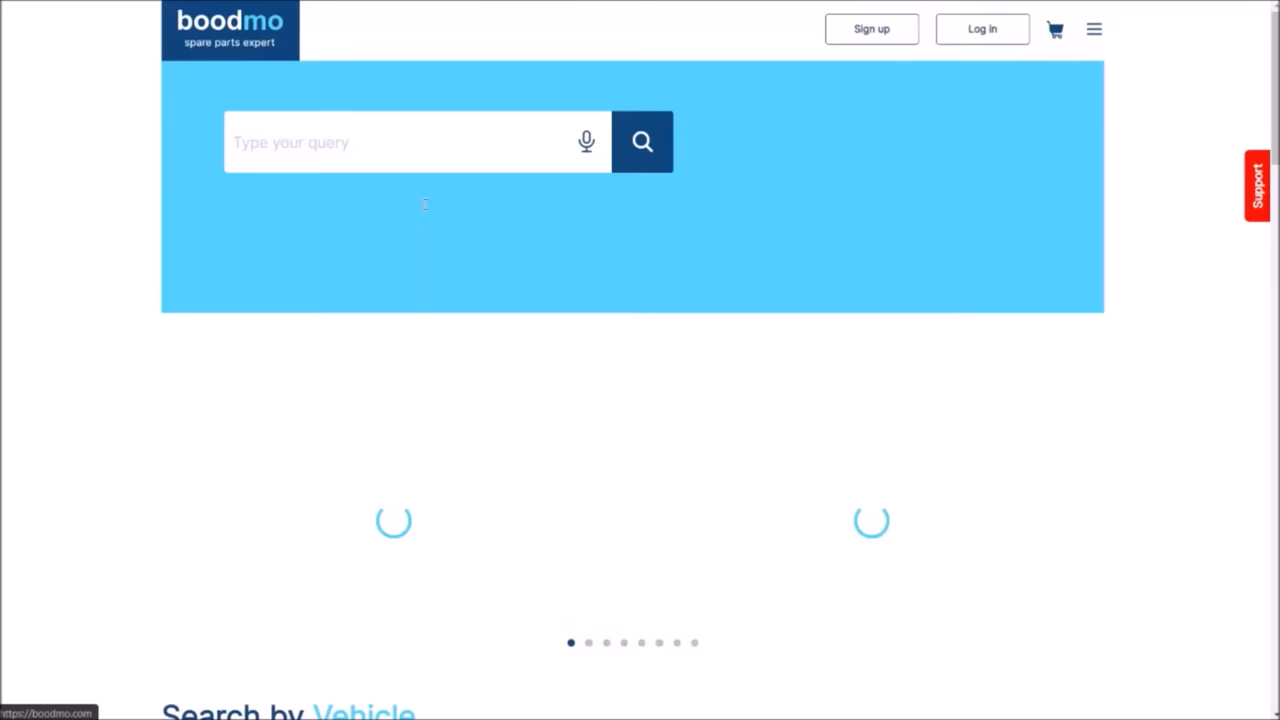 boodmo
spare parts expert
Sign up
Log in
Type your query
Support
Search by Vehicle
https://boodmo.com